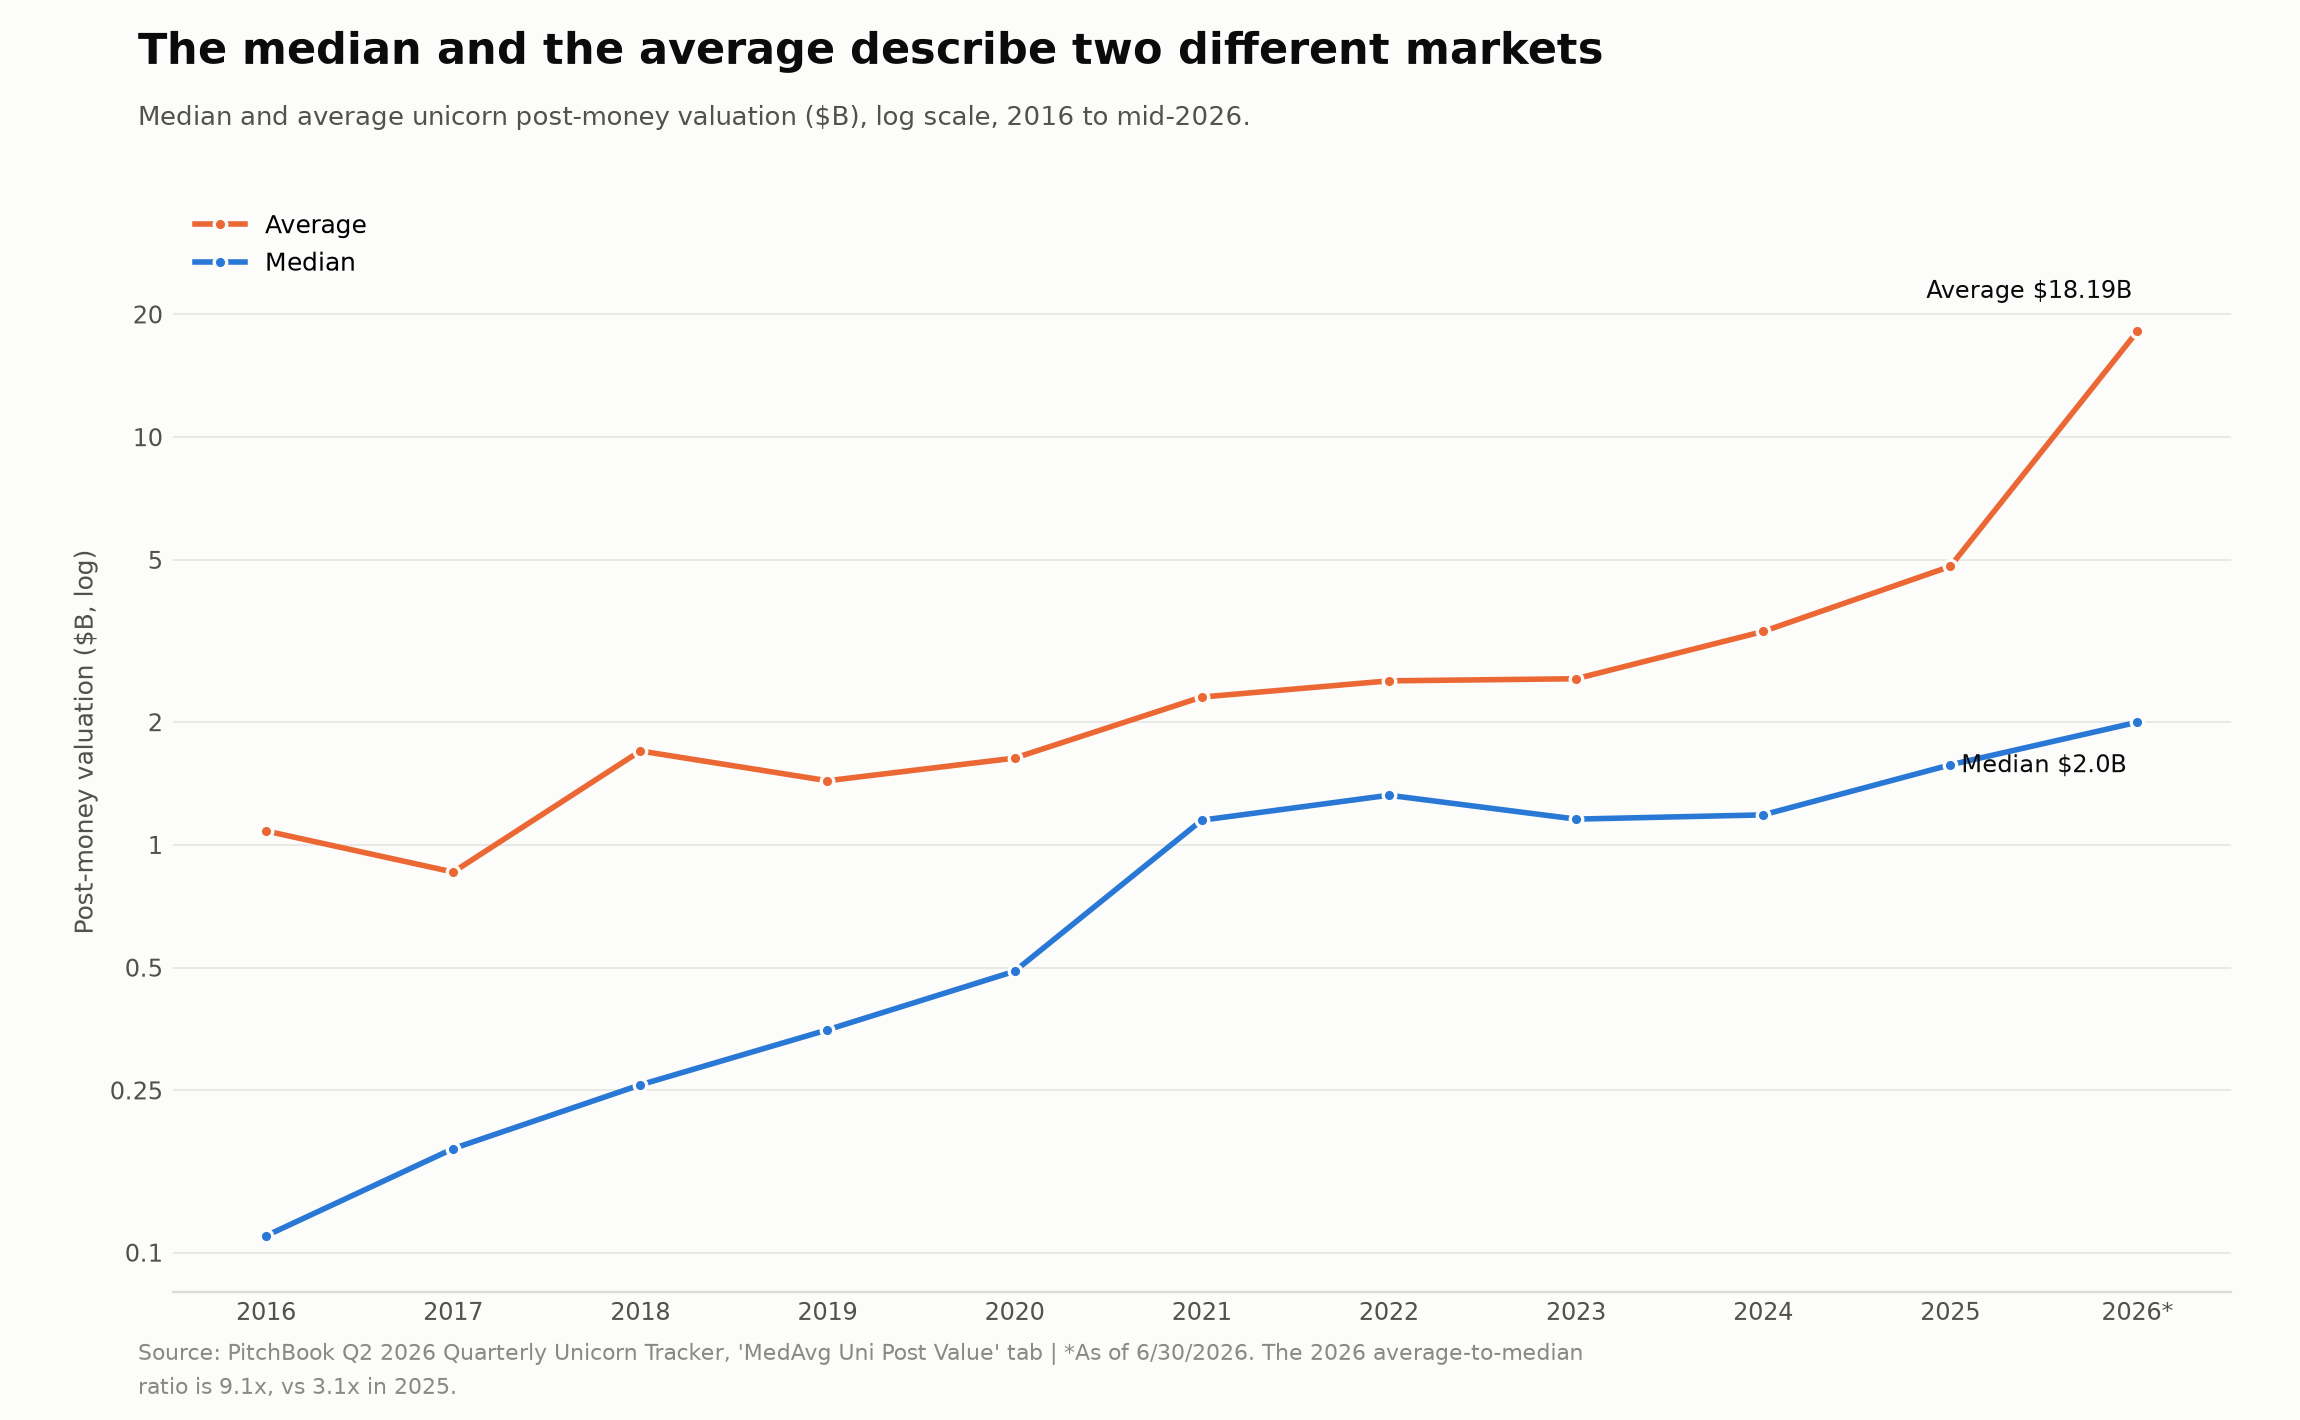 The median and the average describe two different markets
Median and average unicorn post-money valuation ($B), log scale, 2016 to mid-2026.
Average
Median
Average $18.19B
20
10
5
2
1
0.5
0.25
0.1
Post-money valuation ($B, log)
Median $2.0B
2016 2017 2018 2019 2020 2021 2022 2023 2024 2025 2026*
Source: PitchBook Q2 2026 Quarterly Unicorn Tracker, 'MedAvg Uni Post Value' tab | *As of 6/30/2026. The 2026 average-to-median
ratio is 9.1x, vs 3.1x in 2025.